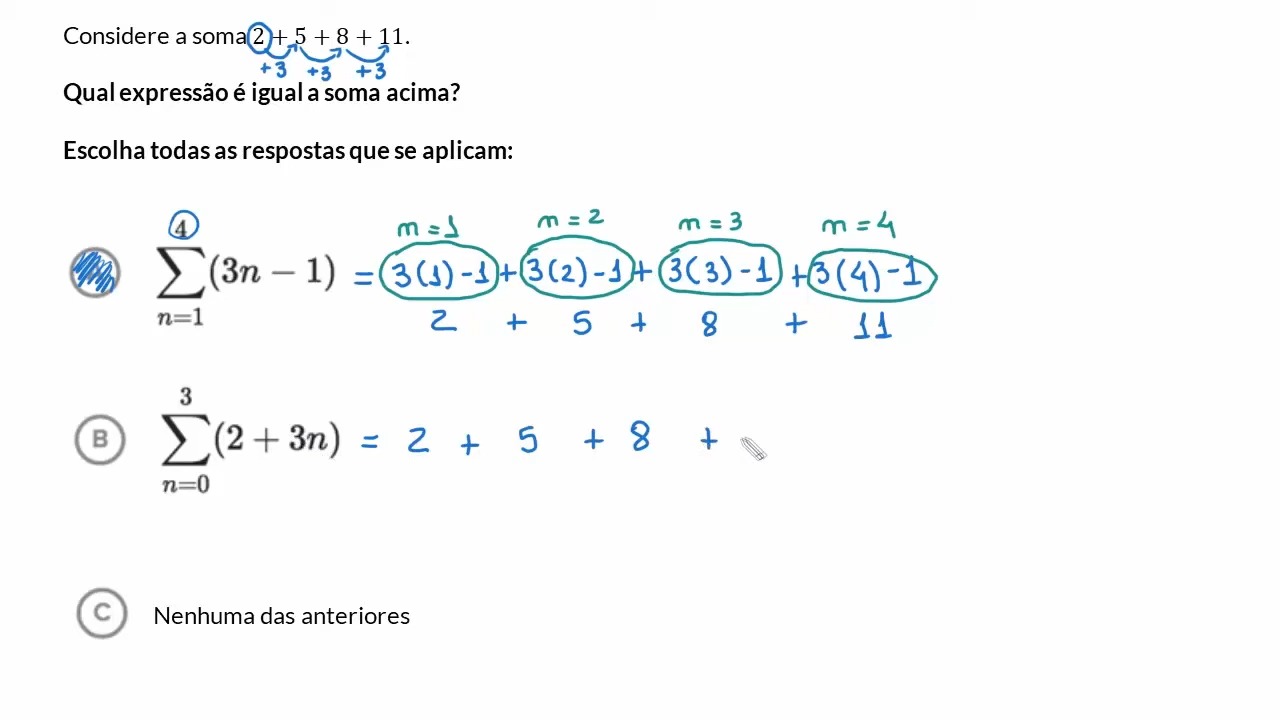 Considere a soma 2 + 5 + 8 + 11.
+3 +3 +3
Qual expressão é igual a soma acima?
Escolha todas as respostas que se aplicam:
n=1 n=2 n=3 n=4
4
∑(3n − 1) = 3(1)-1 + 3(2)-1 + 3(3)-1 + 3(4)-1
n=1
2 + 5 + 8 + 11
3
B ∑(2 + 3n) = 2 + 5 + 8 +
n=0
C Nenhuma das anteriores